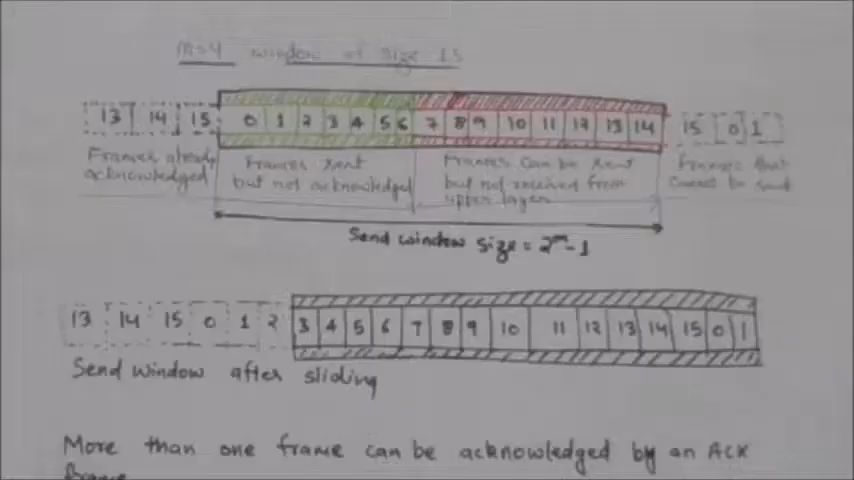 m=4 window of size 15
13 14 15 0 1 2 3 4 5 6 7 8 9 10 11 12 13 14 15 0 1
Frames already acknowledged
Frames sent but not acknowledged
Frames can be sent but not received from upper layer
Frames that cannot be sent
Send window size = 2^m - 1
13 14 15 0 1 2 3 4 5 6 7 8 9 10 11 12 13 14 15 0 1
Send window after sliding
More than one frame can be acknowledged by an ACK
frame